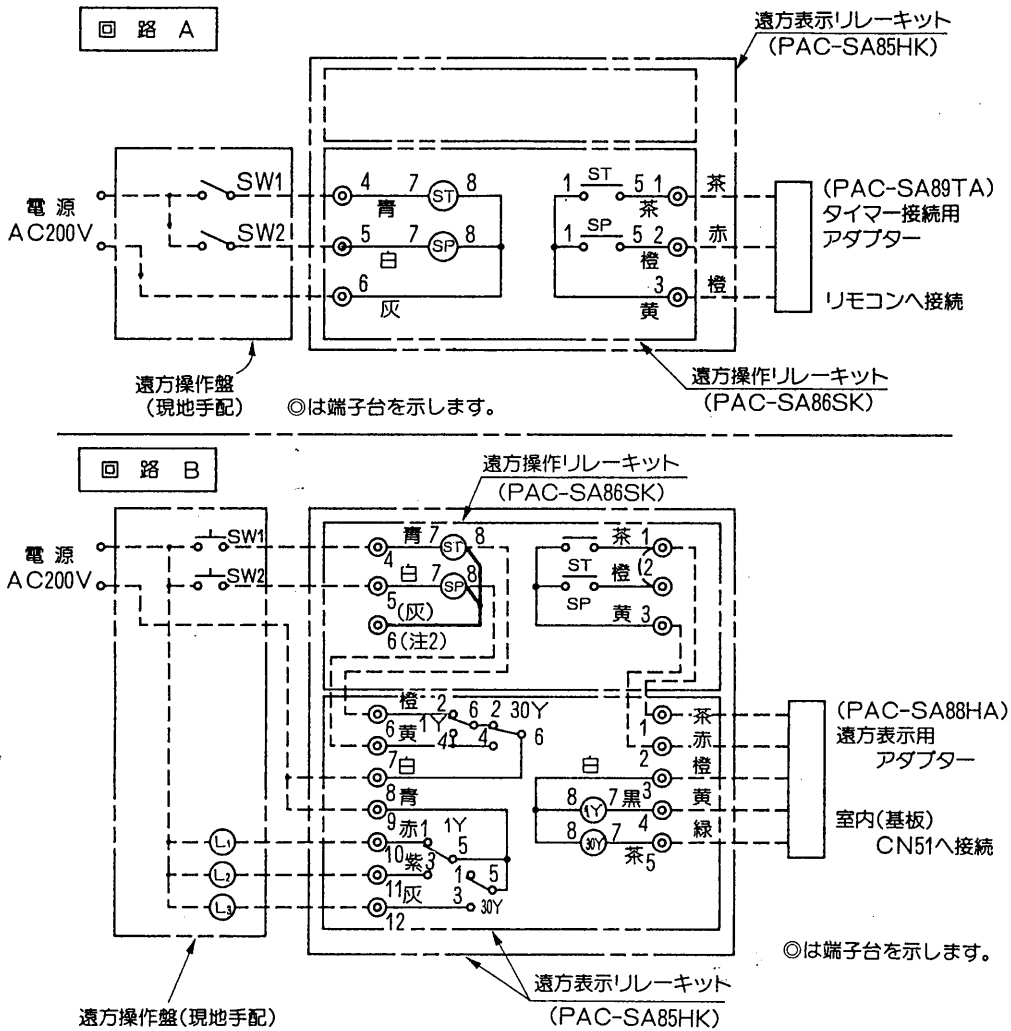 回路 A
遠方表示リレーキット
(PAC-SA85HK)
電源
AC200V
SW1
SW2
4 7 ST 8
青
5 7 SP 8
白
6
灰
1 ST 5 1 茶
茶
1 SP 5 2 赤
橙
3 橙
黄
(PAC-SA89TA)
タイマー接続用
アダプター
リモコンへ接続
遠方操作盤
(現地手配)
◎は端子台を示します。
遠方操作リレーキット
(PAC-SA86SK)
回路 B
遠方操作リレーキット
(PAC-SA86SK)
電源
AC200V
SW1
SW2
青 7 ST 8
4
白 7 SP 8
5(灰)
6(注2)
茶 1
ST
橙 (2
SP
黄 3
橙 2 6 2 30Y
6 1Y
黄 41 4 6
7 白
8 青
9 赤 1 1Y
5
10 紫 3
1 5
11 灰 3 30Y
12
L1
L2
L3
1 茶
赤
白 2 橙
8 1Y 7 黒 3 黄
4
8 30Y 7 緑
茶 5
(PAC-SA88HA)
遠方表示用
アダプター
室内(基板)
CN51へ接続
◎は端子台を示します。
遠方操作盤(現地手配)
遠方表示リレーキット
(PAC-SA85HK)